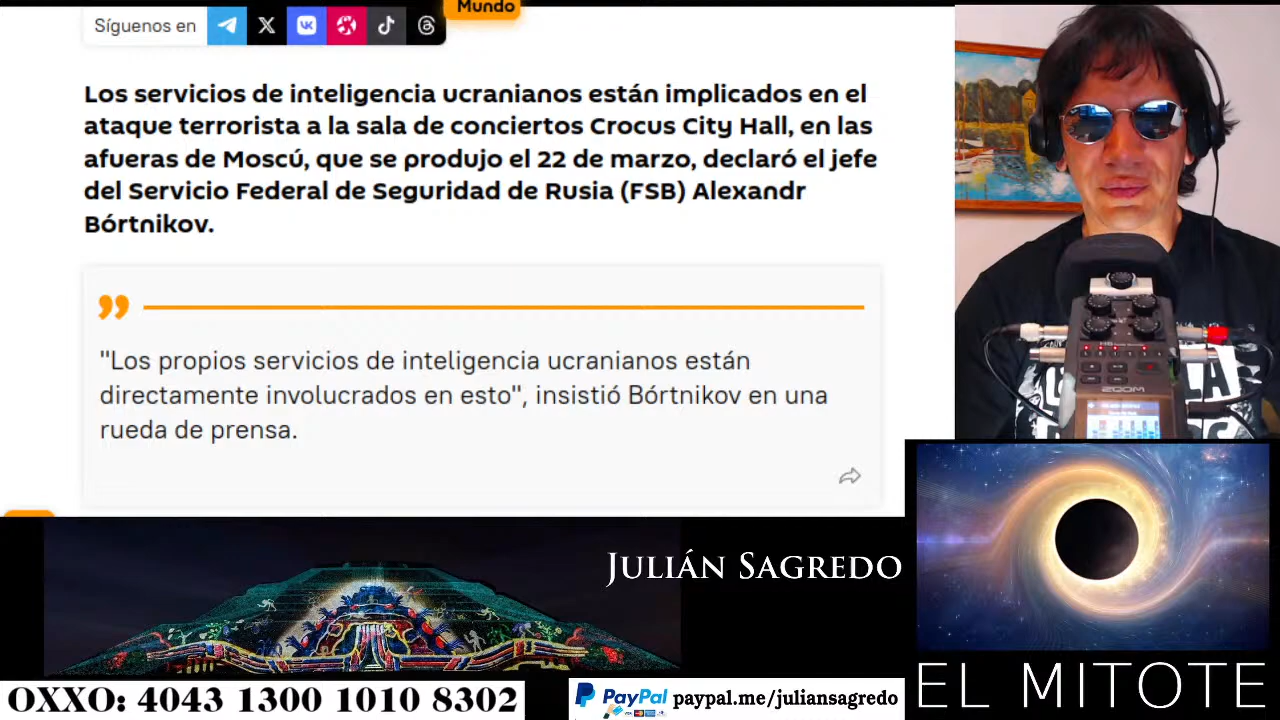 Mundo
Síguenos en
Los servicios de inteligencia ucranianos están implicados en el
ataque terrorista a la sala de conciertos Crocus City Hall, en las
afueras de Moscú, que se produjo el 22 de marzo, declaró el jefe
del Servicio Federal de Seguridad de Rusia (FSB) Alexandr
Bórtnikov.
"Los propios servicios de inteligencia ucranianos están
directamente involucrados en esto", insistió Bórtnikov en una
rueda de prensa.
zoom
JULIÁN SAGREDO
OXXO: 4043 1300 1010 8302
PayPal paypal.me/juliansagredo
EL MITOTE